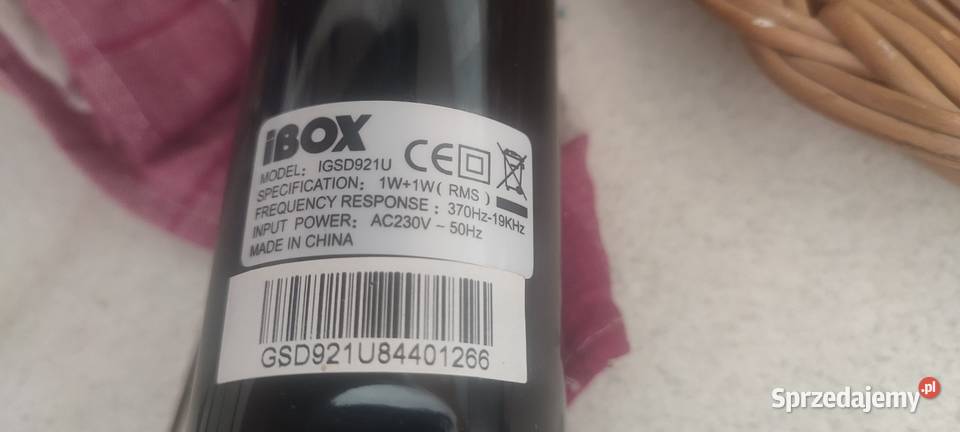 iBOX
CE
MODEL: IGSD921U
SPECIFICATION: 1W+1W( RMS )
FREQUENCY RESPONSE : 370Hz-19KHz
INPUT POWER: AC230V ~ 50Hz
MADE IN CHINA
GSD921U84401266
Sprzedajemy.pl